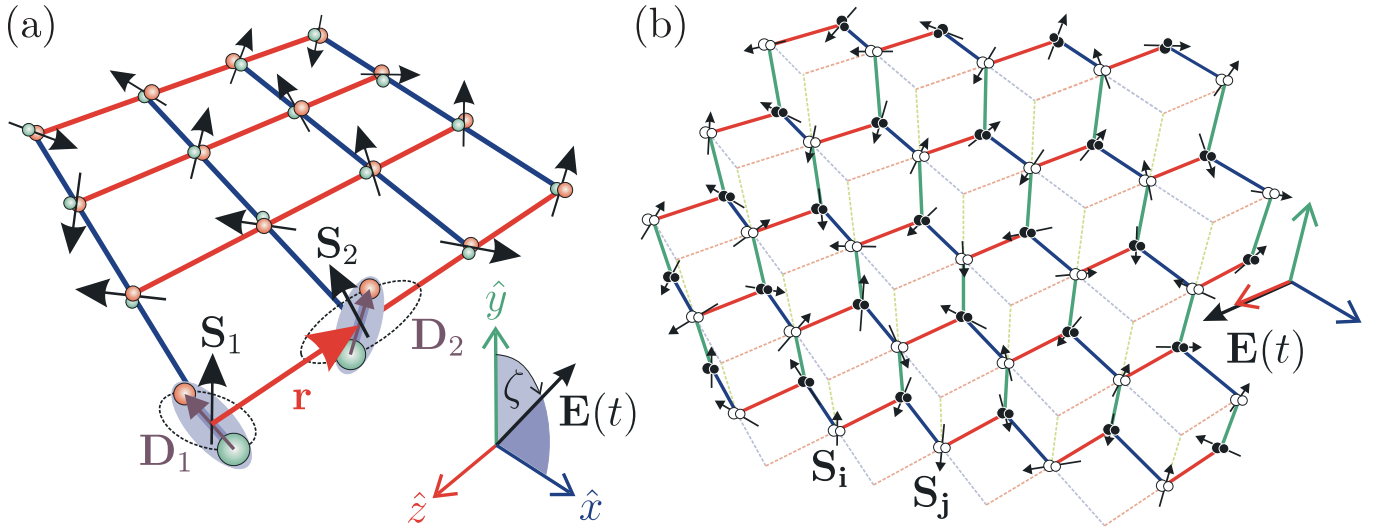 (a)
(b)
S₂
ŷ
S₁
D₂
E(t)
r
ζ
E(t)
D₁
Sᵢ
Sⱼ
ẑ
x̂